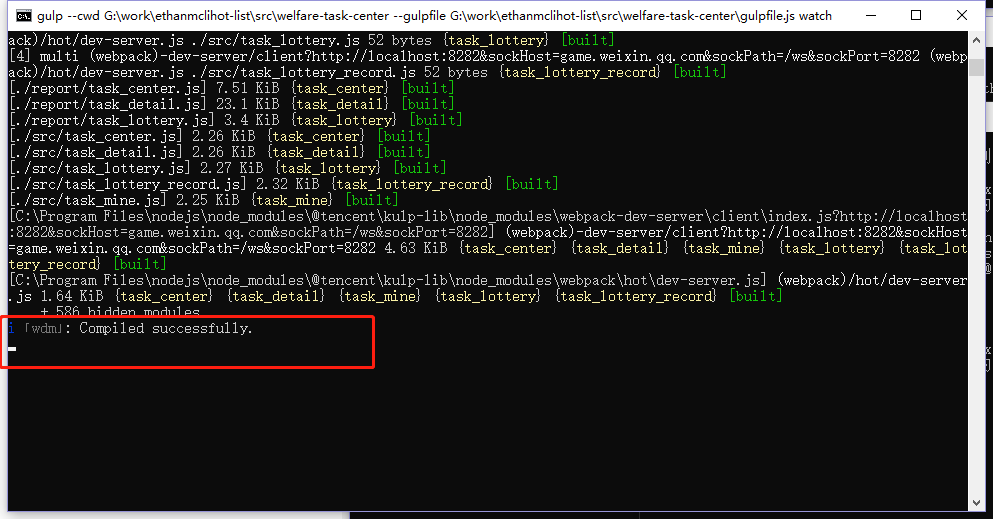 gulp --cwd G:\work\ethanmclihot-list\src\welfare-task-center --gulpfile G:\work\ethanmclihot-list\src\welfare-task-center\gulpfile.js watch
ack)/hot/dev-server.js ./src/task_lottery.js 52 bytes {task_lottery} [built]
[4] multi (webpack)-dev-server/client?http://localhost:8282&sockHost=game.weixin.qq.com&sockPath=/ws&sockPort=8282 (webp
ack)/hot/dev-server.js ./src/task_lottery_record.js 52 bytes {task_lottery_record} [built]
[./report/task_center.js] 7.51 KiB {task_center} [built]
[./report/task_detail.js] 23.1 KiB {task_detail} [built]
[./report/task_lottery.js] 3.4 KiB {task_lottery} [built]
[./src/task_center.js] 2.26 KiB {task_center} [built]
[./src/task_detail.js] 2.26 KiB {task_detail} [built]
[./src/task_lottery.js] 2.27 KiB {task_lottery} [built]
[./src/task_lottery_record.js] 2.32 KiB {task_lottery_record} [built]
[./src/task_mine.js] 2.25 KiB {task_mine} [built]
[C:\Program Files\nodejs\node_modules\@tencent\kulp-lib\node_modules\webpack-dev-server\client\index.js?http://localhost
:8282&sockHost=game.weixin.qq.com&sockPath=/ws&sockPort=8282] (webpack)-dev-server/client?http://localhost:8282&sockHost
=game.weixin.qq.com&sockPath=/ws&sockPort=8282 4.63 KiB {task_center} {task_detail} {task_mine} {task_lottery} {task_lot
tery_record} [built]
[C:\Program Files\nodejs\node_modules\@tencent\kulp-lib\node_modules\webpack\hot\dev-server.js] (webpack)/hot/dev-server
.js 1.64 KiB {task_center} {task_detail} {task_mine} {task_lottery} {task_lottery_record} [built]
+ 586 hidden modules
i ｢wdm｣: Compiled successfully.